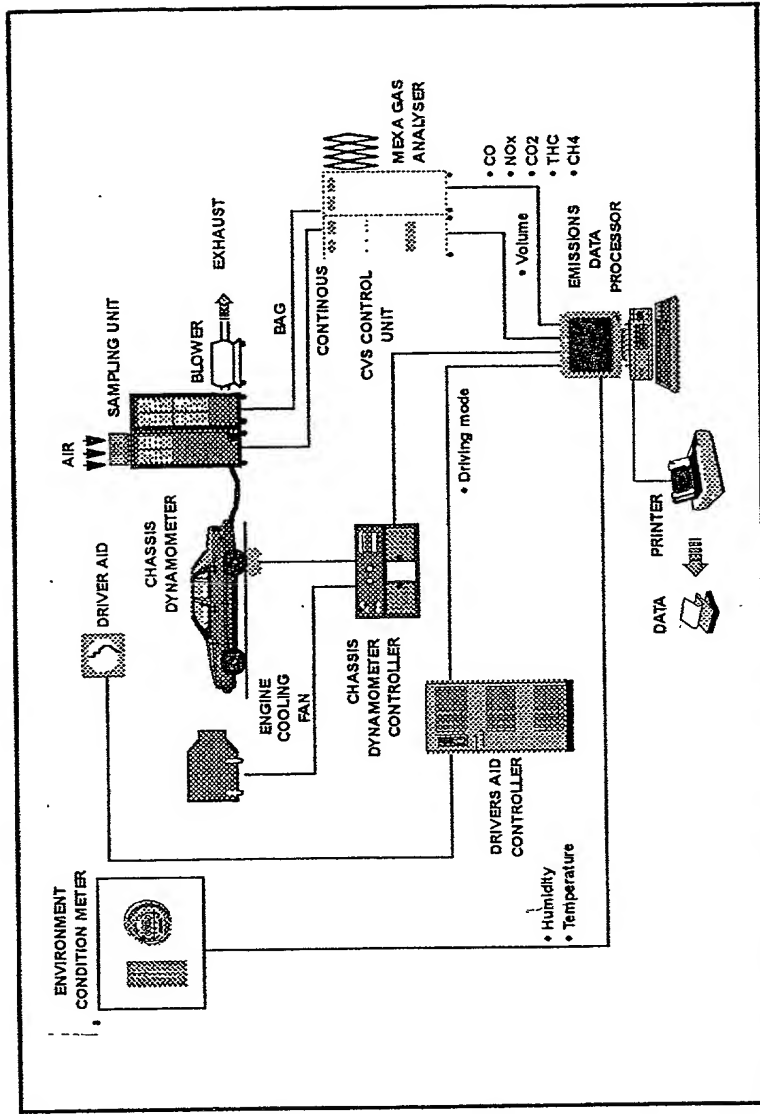 ENVIRONMENT
CONDITION METER
DRIVER AID
AIR
SAMPLING UNIT
BLOWER
EXHAUST
CHASSIS
DYNAMOMETER
ENGINE
COOLING
FAN
BAG
CONTINOUS
CVS CONTROL
UNIT
MEXA GAS
ANALYSER
CHASSIS
DYNAMOMETER
CONTROLLER
DRIVERS AID
CONTROLLER
• Humidity
• Temperature
• Driving mode
• Volume
• CO
• NOx
• CO2
• THC
• CH4
EMISSIONS
DATA
PROCESSOR
PRINTER
DATA